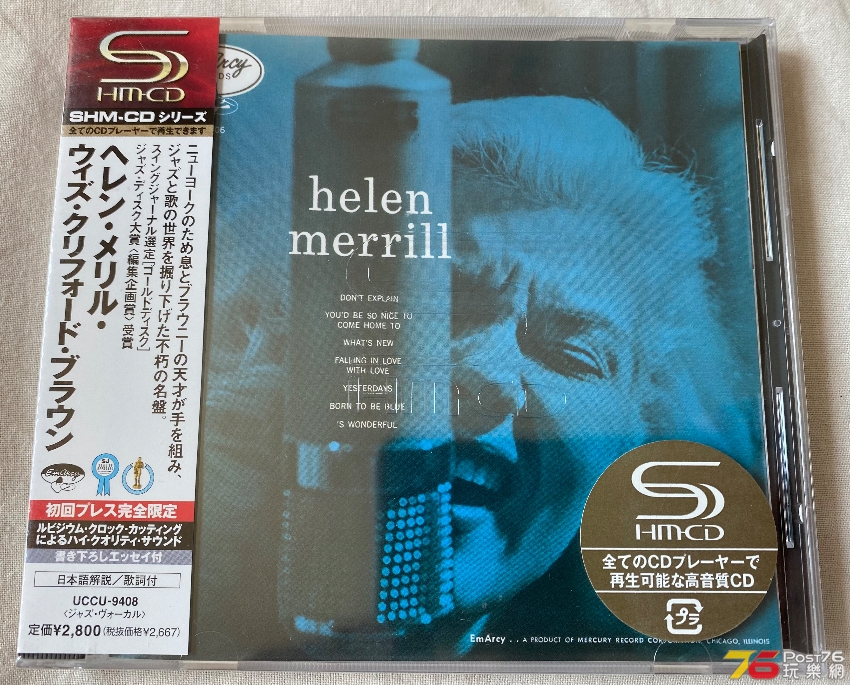 SHM-CD
SHM-CDシリーズ
全てのCDプレーヤーで再生できます
ニューヨークのため息とブラウニーの天才が手を組み、
ジャズと歌の世界を掘り下げた不朽の名盤。
スイングジャーナル選定[ゴールドディスク]
ジャズ・ディスク大賞〈編集企画賞〉受賞
ヘレン・メリル・
ウィズ・クリフォード・ブラウン
EmArcy
SJ
GOLD
初回プレス完全限定
ルビジウム・クロック・カッティング
によるハイ・クオリティ・サウンド
書き下ろしエッセイ付
日本語解説/歌詞付
UCCU-9408
〈ジャズ・ヴォーカル〉
定価¥2,800(税抜価格¥2,667)
helen
merrill
DON'T EXPLAIN
YOU'D BE SO NICE TO
COME HOME TO
WHAT'S NEW
FALLING IN LOVE
WITH LOVE
YESTERDAYS
BORN TO BE BLUE
'S WONDERFUL
SHM-CD
全てのCDプレーヤーで
再生可能な高音質CD
プラ
EmArcy . . A PRODUCT OF MERCURY RECORD CORPORATION, CHICAGO, ILLINOIS
76 Post76
玩樂網